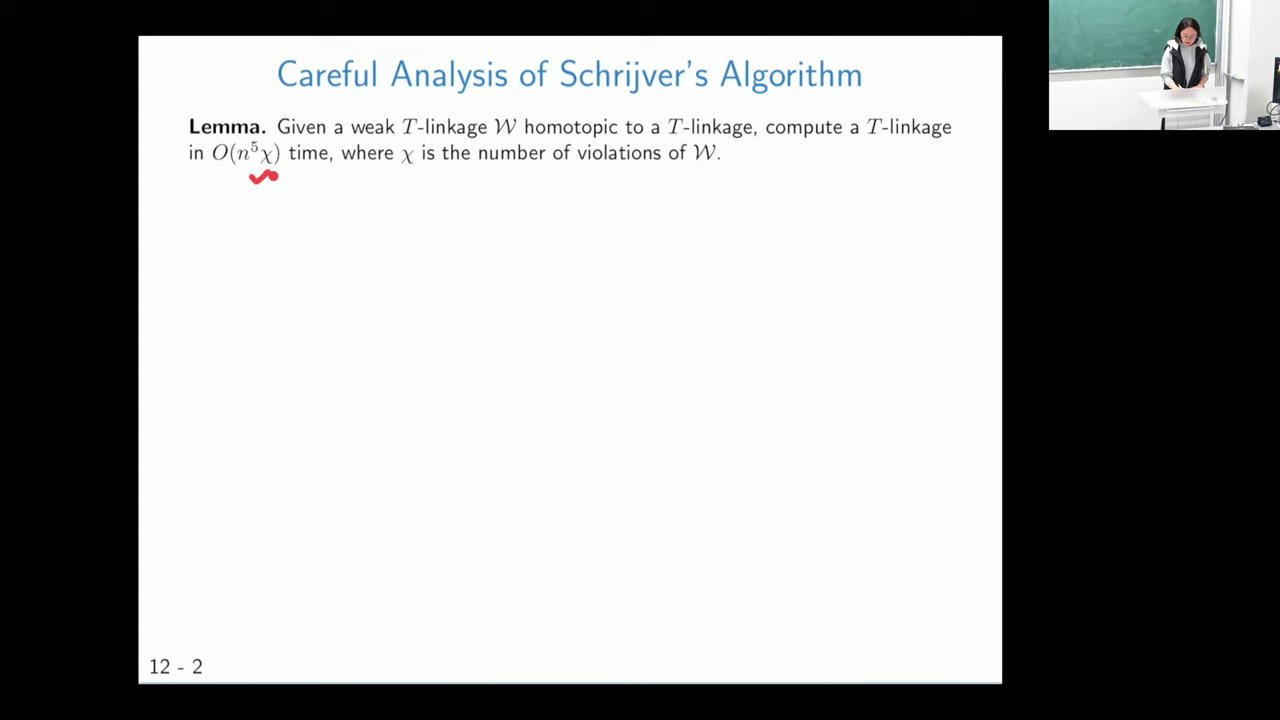 Careful Analysis of Schrijver's Algorithm
Lemma. Given a weak T-linkage 𝒲 homotopic to a T-linkage, compute a T-linkage
in O(n⁵χ) time, where χ is the number of violations of 𝒲.
12 - 2